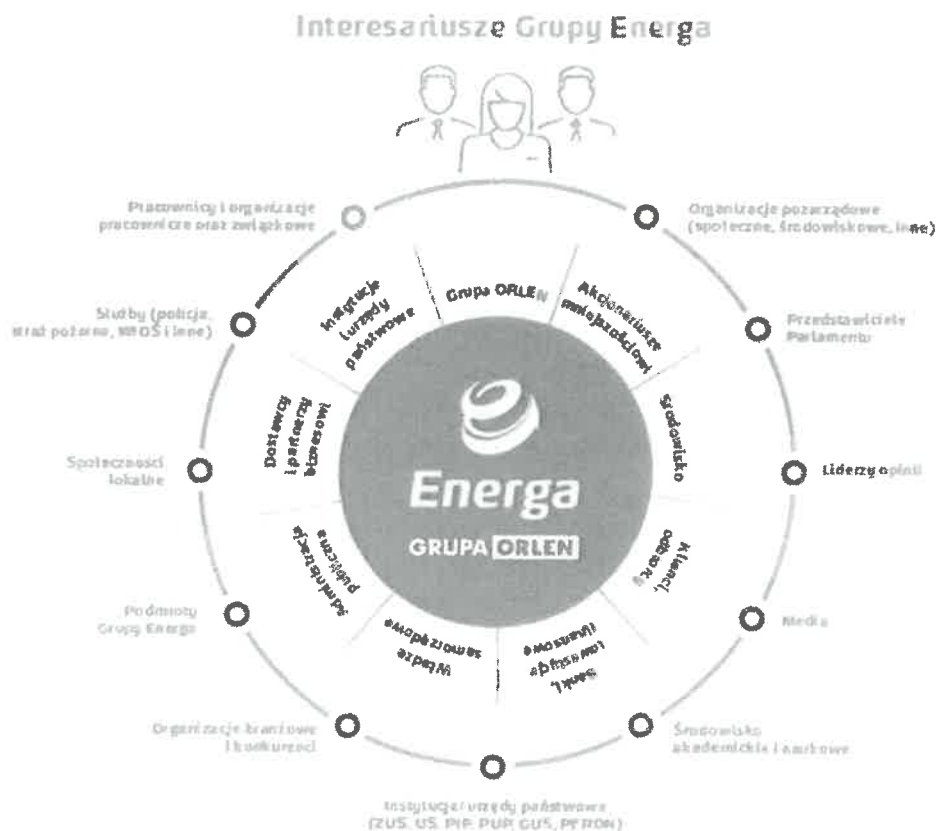 Interesariusze Grupy Energa
Pracownicy i organizacje
pracownicze oraz związkowe
Organizacje pozarządowe
(społeczne, środowiskowe, inne)
Służby (policja,
straż pożarna, WIOŚ i inne)
Przedstawiciele
Parlamentu
Społeczności
lokalne
Liderzy opinii
Podmioty
Grupy Energa
Media
Organizacje branżowe
i konkurenci
Środowisko
akademickie i naukowe
Instytucje/urzędy państwowe
(ZUS, US, PIP, PUP, GUS, PFRON)
Grupa ORLEN
Akcjonariusze
mniejszościowi
Środowisko
Klienci,
odbiorcy
Banki,
instytucje
finansowe
Władze
samorządowe
Administracja
publiczna
Dostawcy
i partnerzy
biznesowi
Instytucje
i urzędy
państwowe
Energa
GRUPA ORLEN